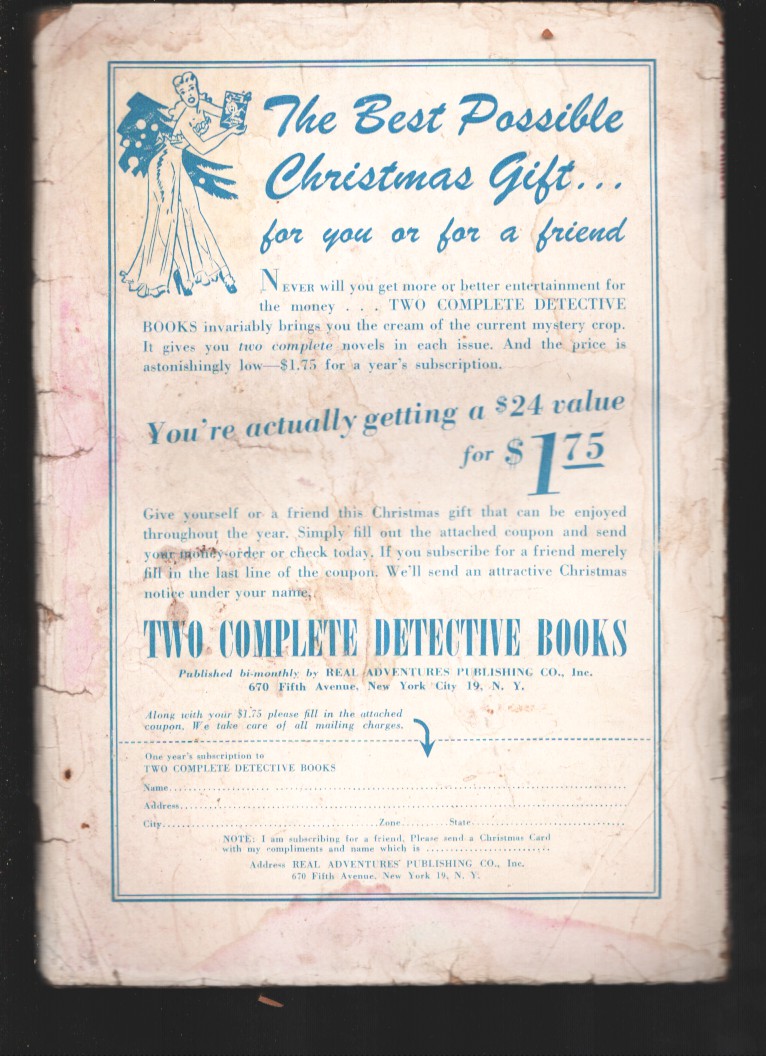 The Best Possible
Christmas Gift...
for you or for a friend
NEVER will you get more or better entertainment for
the money . . . TWO COMPLETE DETECTIVE
BOOKS invariably brings you the cream of the current mystery crop.
It gives you two complete novels in each issue. And the price is
astonishingly low—$1.75 for a year's subscription.
You're actually getting a $24 value
for $1.75
Give yourself or a friend this Christmas gift that can be enjoyed
throughout the year. Simply fill out the attached coupon and send
your money-order or check today. If you subscribe for a friend merely
fill in the last line of the coupon. We'll send an attractive Christmas
notice under your name.
TWO COMPLETE DETECTIVE BOOKS
Published bi-monthly by REAL ADVENTURES PUBLISHING CO., Inc.
670 Fifth Avenue, New York City 19, N. Y.
Along with your $1.75 please fill in the attached
coupon. We take care of all mailing charges.
One year's subscription to
TWO COMPLETE DETECTIVE BOOKS
Name
Address
City Zone State
NOTE: I am subscribing for a friend. Please send a Christmas Card
with my compliments and name which is
Address REAL ADVENTURES PUBLISHING CO., Inc.
670 Fifth Avenue, New York 19, N. Y.